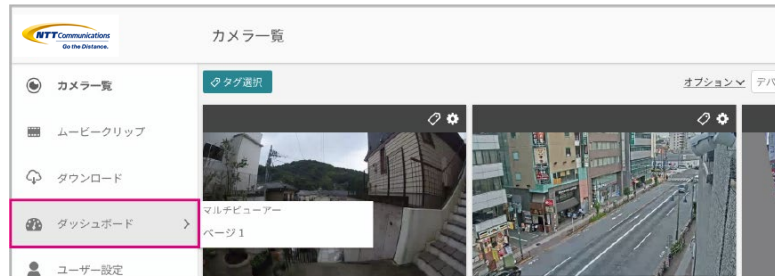 NTT Communications
Go the Distance.
カメラ一覧
カメラ一覧
ムービークリップ
ダウンロード
ダッシュボード
ユーザー設定
タグ選択
オプション
デバ
マルチビューアー
ページ 1